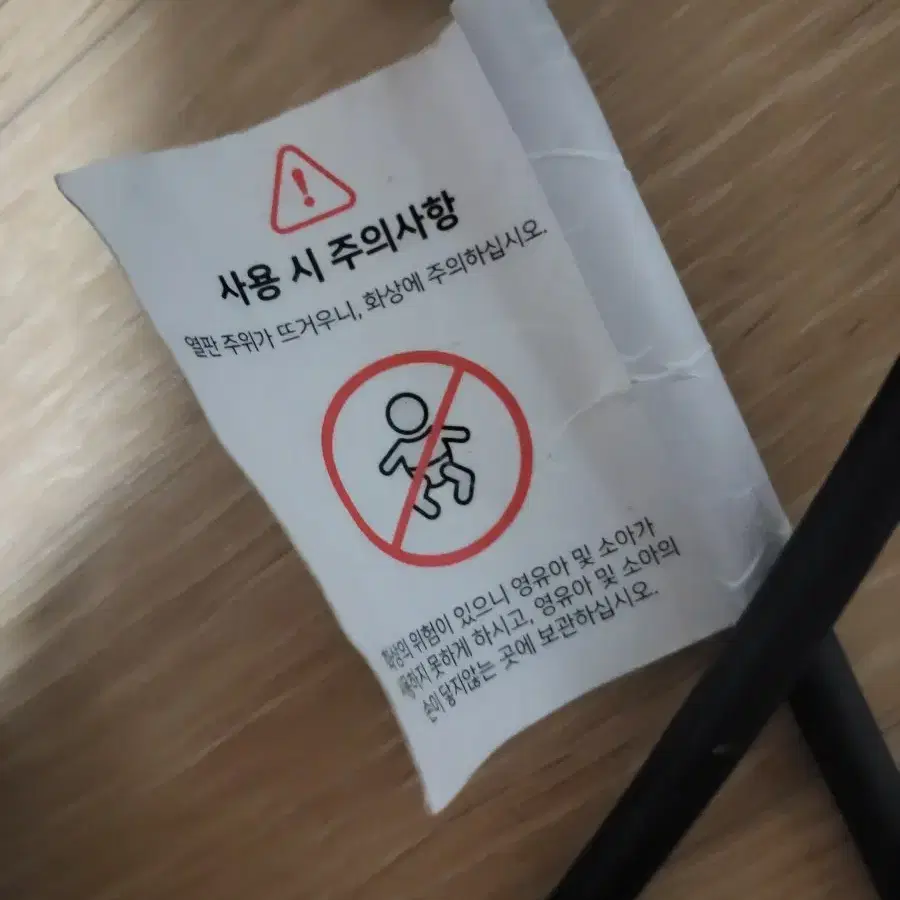 사용 시 주의사항
열판 주위가 뜨거우니, 화상에 주의하십시오.
화상의 위험이 있으니 영유아 및 소아가
사용하지 못하게 하시고, 영유아 및 소아의
손이 닿지않는 곳에 보관하십시오.